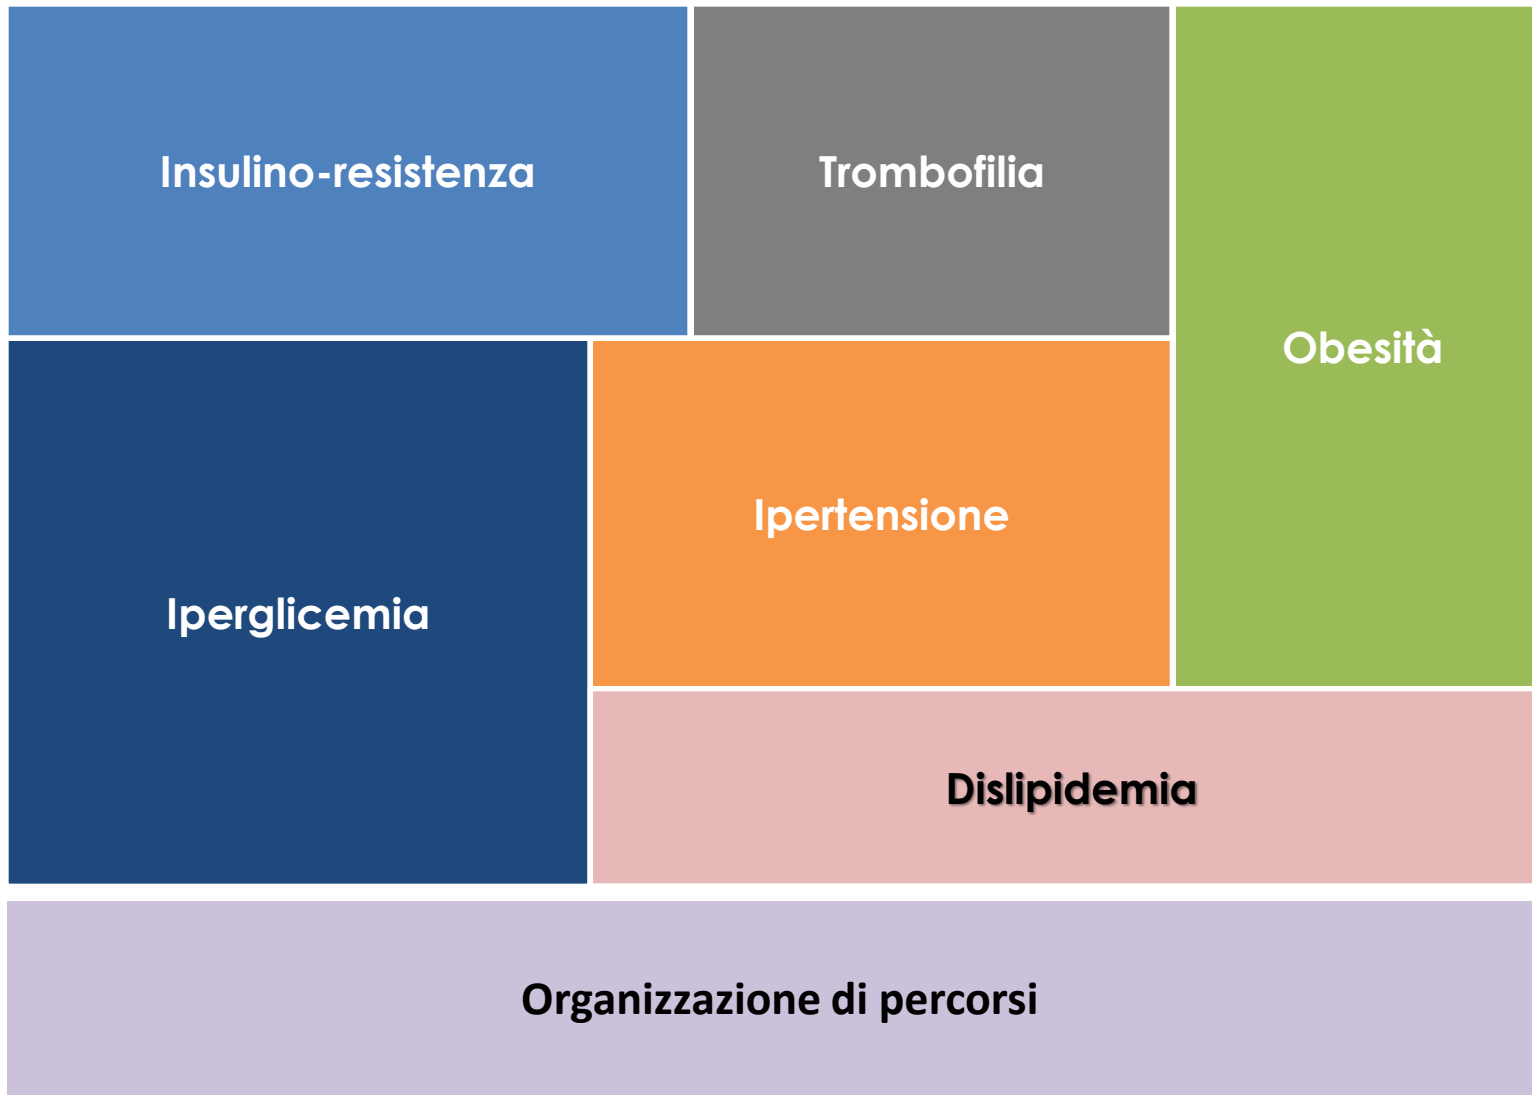 Insulino-resistenza
Trombofilia
Obesità
Ipertensione
Iperglicemia
Dislipidemia
Organizzazione di percorsi